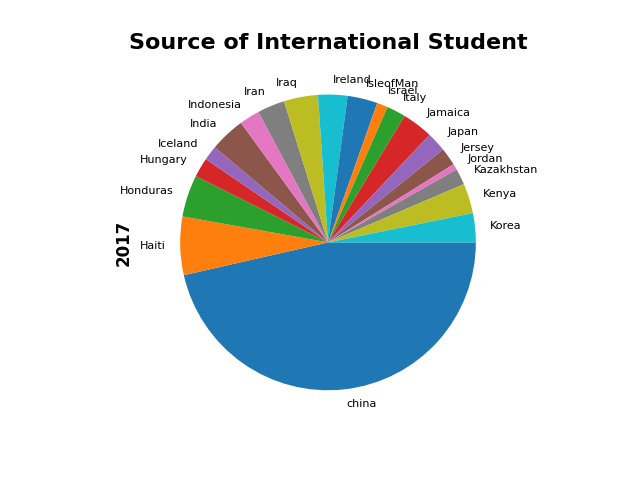 Source of International Student
Ireland
IsleofMan
Iraq
Israel
Iran
Italy
Indonesia
Jamaica
India
Japan
Iceland
Jersey
Hungary
Jordan
Kazakhstan
Honduras
Kenya
Korea
Haiti
2017
china